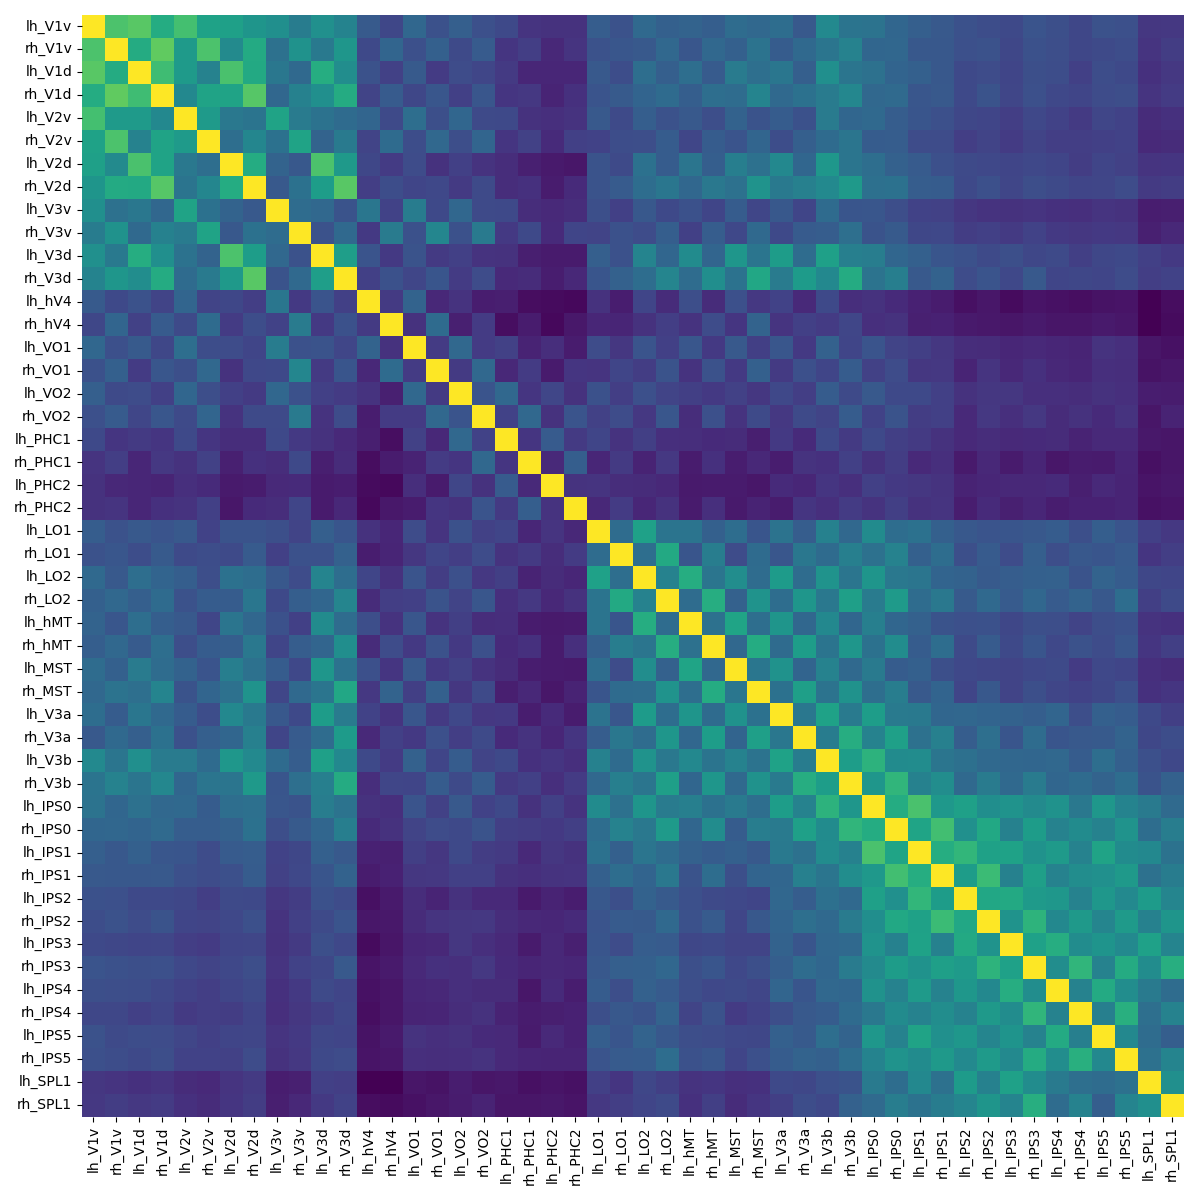 lh_V1v
rh_V1v
lh_V1d
rh_V1d
lh_V2v
rh_V2v
lh_V2d
rh_V2d
lh_V3v
rh_V3v
lh_V3d
rh_V3d
lh_hV4
rh_hV4
lh_VO1
rh_VO1
lh_VO2
rh_VO2
lh_PHC1
rh_PHC1
lh_PHC2
rh_PHC2
lh_LO1
rh_LO1
lh_LO2
rh_LO2
lh_hMT
rh_hMT
lh_MST
rh_MST
lh_V3a
rh_V3a
lh_V3b
rh_V3b
lh_IPS0
rh_IPS0
lh_IPS1
rh_IPS1
lh_IPS2
rh_IPS2
lh_IPS3
rh_IPS3
lh_IPS4
rh_IPS4
lh_IPS5
rh_IPS5
lh_SPL1
rh_SPL1
lh_V1v
rh_V1v
lh_V1d
rh_V1d
lh_V2v
rh_V2v
lh_V2d
rh_V2d
lh_V3v
rh_V3v
lh_V3d
rh_V3d
lh_hV4
rh_hV4
lh_VO1
rh_VO1
lh_VO2
rh_VO2
lh_PHC1
rh_PHC1
lh_PHC2
rh_PHC2
lh_LO1
rh_LO1
lh_LO2
rh_LO2
lh_hMT
rh_hMT
lh_MST
rh_MST
lh_V3a
rh_V3a
lh_V3b
rh_V3b
lh_IPS0
rh_IPS0
lh_IPS1
rh_IPS1
lh_IPS2
rh_IPS2
lh_IPS3
rh_IPS3
lh_IPS4
rh_IPS4
lh_IPS5
rh_IPS5
lh_SPL1
rh_SPL1